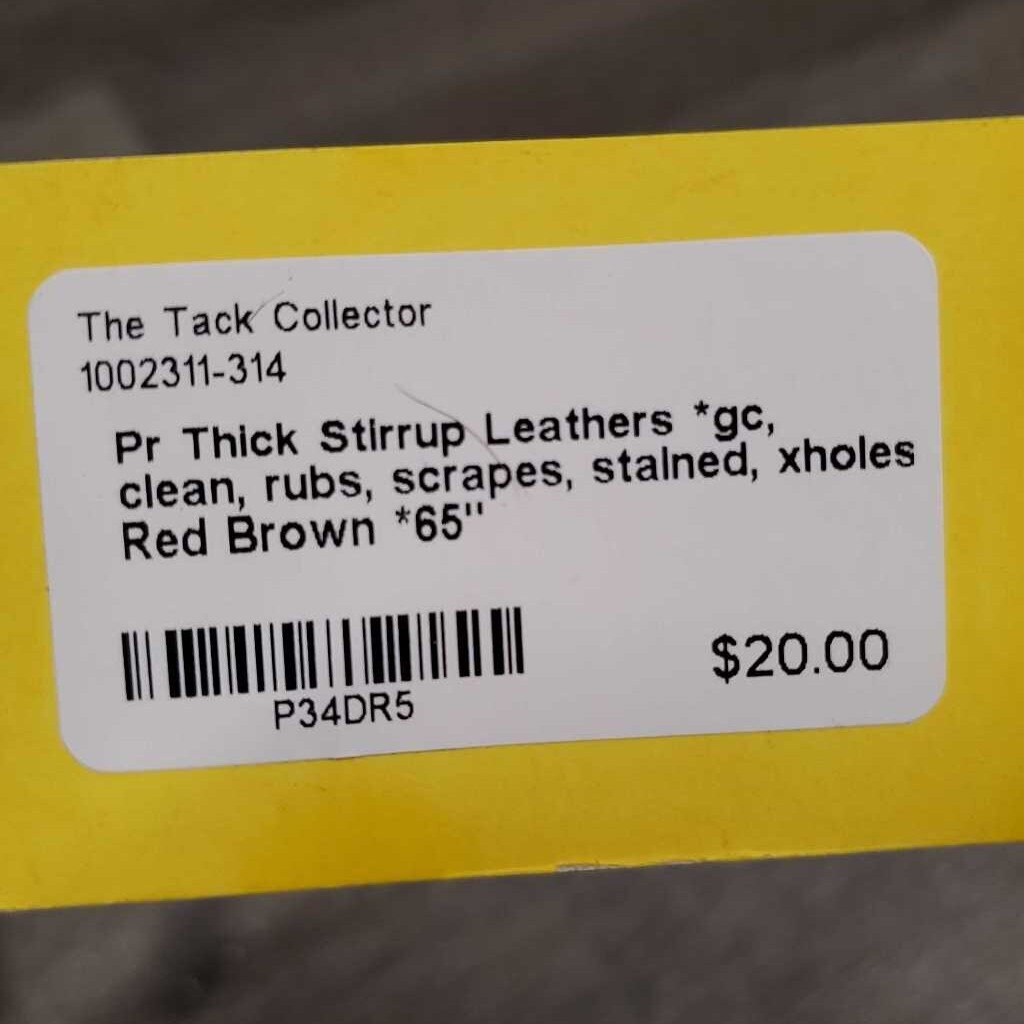 The Tack Collector
1002311-314
Pr Thick Stirrup Leathers *gc,
clean, rubs, scrapes, stained, xholes
Red Brown *65"
P34DR5
$20.00